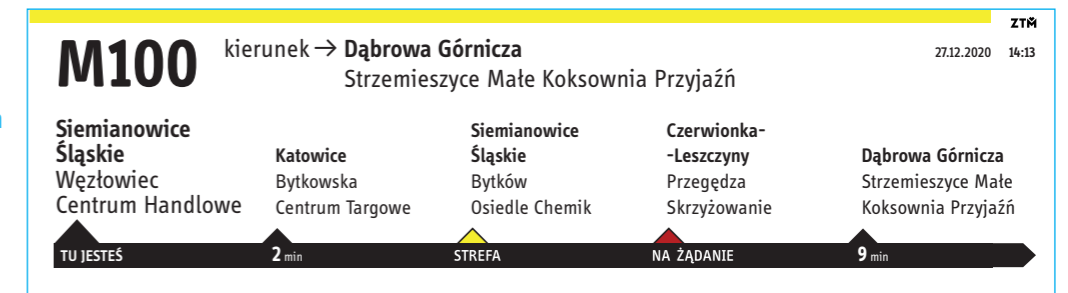 ZTM
M100 kierunek → Dąbrowa Górnicza 27.12.2020 14:13
Strzemieszyce Małe Koksownia Przyjaźń
Siemianowice
Śląskie
Węzłowiec
Centrum Handlowe
Katowice
Bytkowska
Centrum Targowe
Siemianowice
Śląskie
Bytków
Osiedle Chemik
Czerwionka-
-Leszczyny
Przegędza
Skrzyżowanie
Dąbrowa Górnicza
Strzemieszyce Małe
Koksownia Przyjaźń
TU JESTEŚ 2 min STREFA NA ŻĄDANIE 9 min